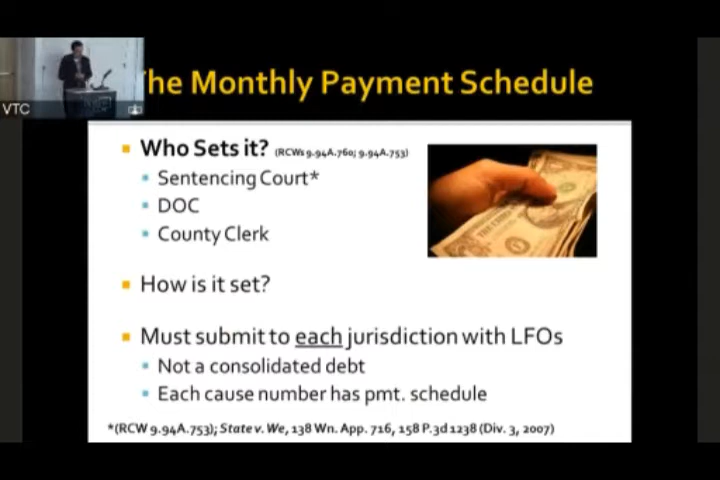 he Monthly Payment Schedule
VTC
Who Sets it? (RCWs 9.94A.760; 9.94A.753)
Sentencing Court*
DOC
County Clerk
How is it set?
Must submit to each jurisdiction with LFOs
Not a consolidated debt
Each cause number has pmt. schedule
*(RCW 9.94A.753); State v. We, 138 Wn. App. 716, 158 P.3d 1238 (Div. 3, 2007)